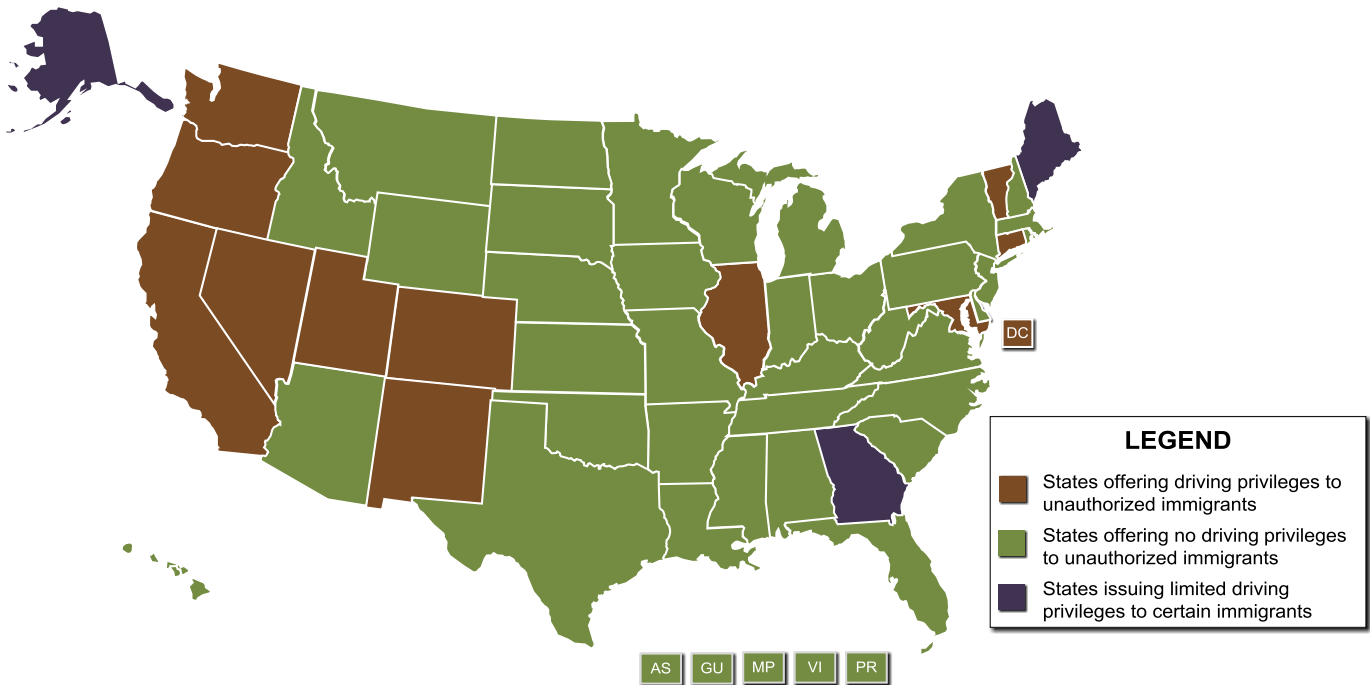 DC
LEGEND
States offering driving privileges to
unauthorized immigrants
States offering no driving privileges
to unauthorized immigrants
States issuing limited driving
privileges to certain immigrants
AS GU MP VI PR